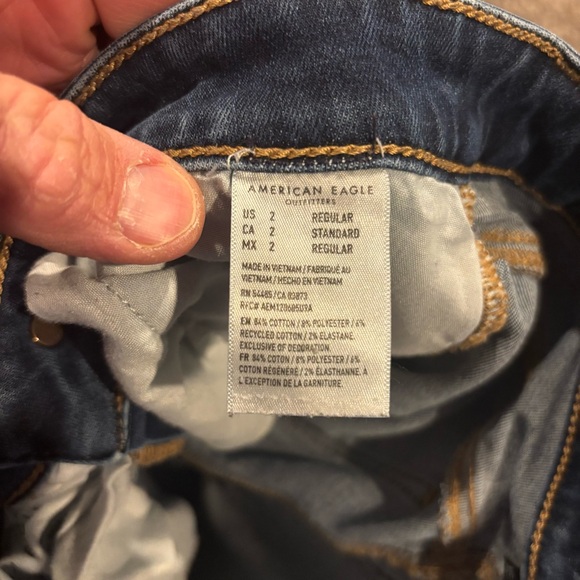 AMERICAN EAGLE
OUTFITTERS
US 2 REGULAR
CA 2 STANDARD
MX 2 REGULAR
MADE IN VIETNAM / FABRIQUÉ AU
VIETNAM / HECHO EN VIETNAM
RN 54485 / CA 03873
EN 84% COTTON / 8% POLYESTER / 6%
RECYCLED COTTON / 2% ELASTANE.
EXCLUSIVE OF DECORATION.
FR 84% COTON / 8% POLYESTER / 6%
COTON RÉGÉNÉRÉ / 2% ÉLASTHANNE. À
L'EXCEPTION DE LA GARNITURE.